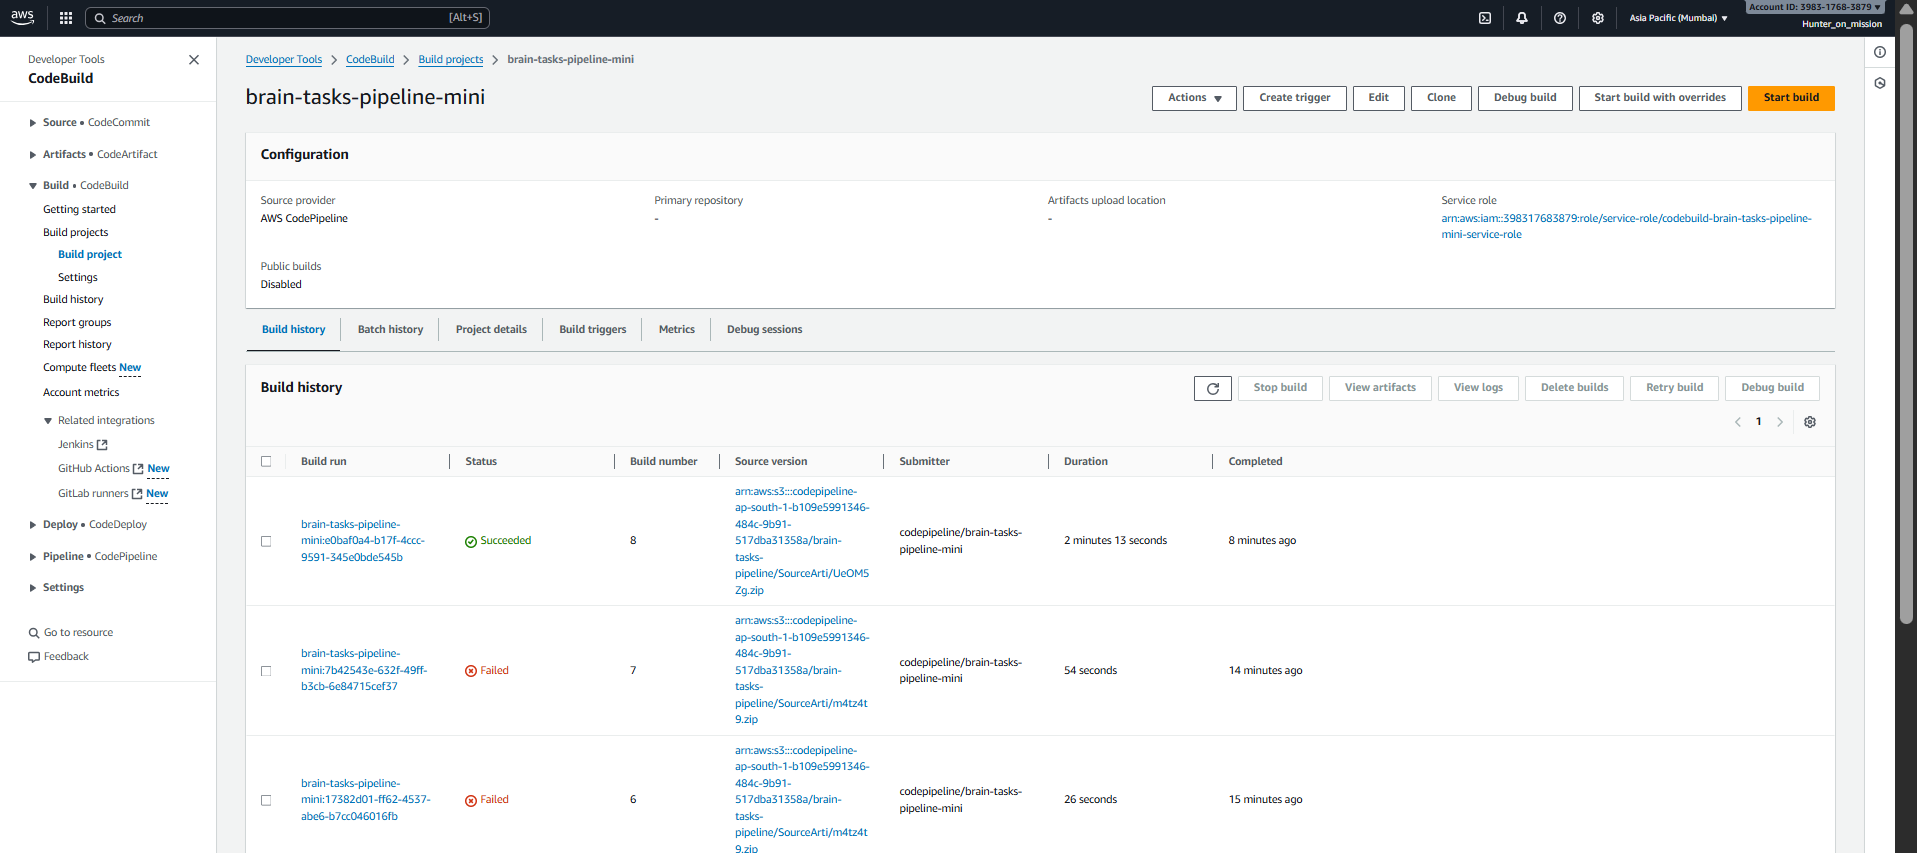 aws
Search
[Alt+S]
Asia Pacific (Mumbai)
Account ID: 3983-1768-3879
Hunter_on_mission
Developer Tools
CodeBuild
Source • CodeCommit
Artifacts • CodeArtifact
Build • CodeBuild
Getting started
Build projects
Build project
Settings
Build history
Report groups
Report history
Compute fleets New
Account metrics
Related integrations
Jenkins
GitHub Actions New
GitLab runners New
Deploy • CodeDeploy
Pipeline • CodePipeline
Settings
Go to resource
Feedback
Developer Tools > CodeBuild > Build projects > brain-tasks-pipeline-mini
brain-tasks-pipeline-mini
Actions
Create trigger
Edit
Clone
Debug build
Start build with overrides
Start build
Configuration
Source provider
AWS CodePipeline
Primary repository
-
Artifacts upload location
-
Service role
arn:aws:iam::398317683879:role/service-role/codebuild-brain-tasks-pipeline-
mini-service-role
Public builds
Disabled
Build history
Batch history
Project details
Build triggers
Metrics
Debug sessions
Build history
Stop build
View artifacts
View logs
Delete builds
Retry build
Debug build
1
Build run
Status
Build number
Source version
Submitter
Duration
Completed
brain-tasks-pipeline-
mini:e0baf0a4-b17f-4ccc-
9591-345e0bde545b
Succeeded
8
arn:aws:s3:::codepipeline-
ap-south-1-b109e5991346-
484c-9b91-
517dba31358a/brain-
tasks-
pipeline/SourceArti/UeOM5
Zg.zip
codepipeline/brain-tasks-
pipeline-mini
2 minutes 13 seconds
8 minutes ago
brain-tasks-pipeline-
mini:7b42543e-632f-49ff-
b3cb-6e84715cef37
Failed
7
arn:aws:s3:::codepipeline-
ap-south-1-b109e5991346-
484c-9b91-
517dba31358a/brain-
tasks-
pipeline/SourceArti/m4tz4t
9.zip
codepipeline/brain-tasks-
pipeline-mini
54 seconds
14 minutes ago
brain-tasks-pipeline-
mini:17382d01-ff62-4537-
abe6-b7cc046016fb
Failed
6
arn:aws:s3:::codepipeline-
ap-south-1-b109e5991346-
484c-9b91-
517dba31358a/brain-
tasks-
pipeline/SourceArti/m4tz4t
9.zip
codepipeline/brain-tasks-
pipeline-mini
26 seconds
15 minutes ago